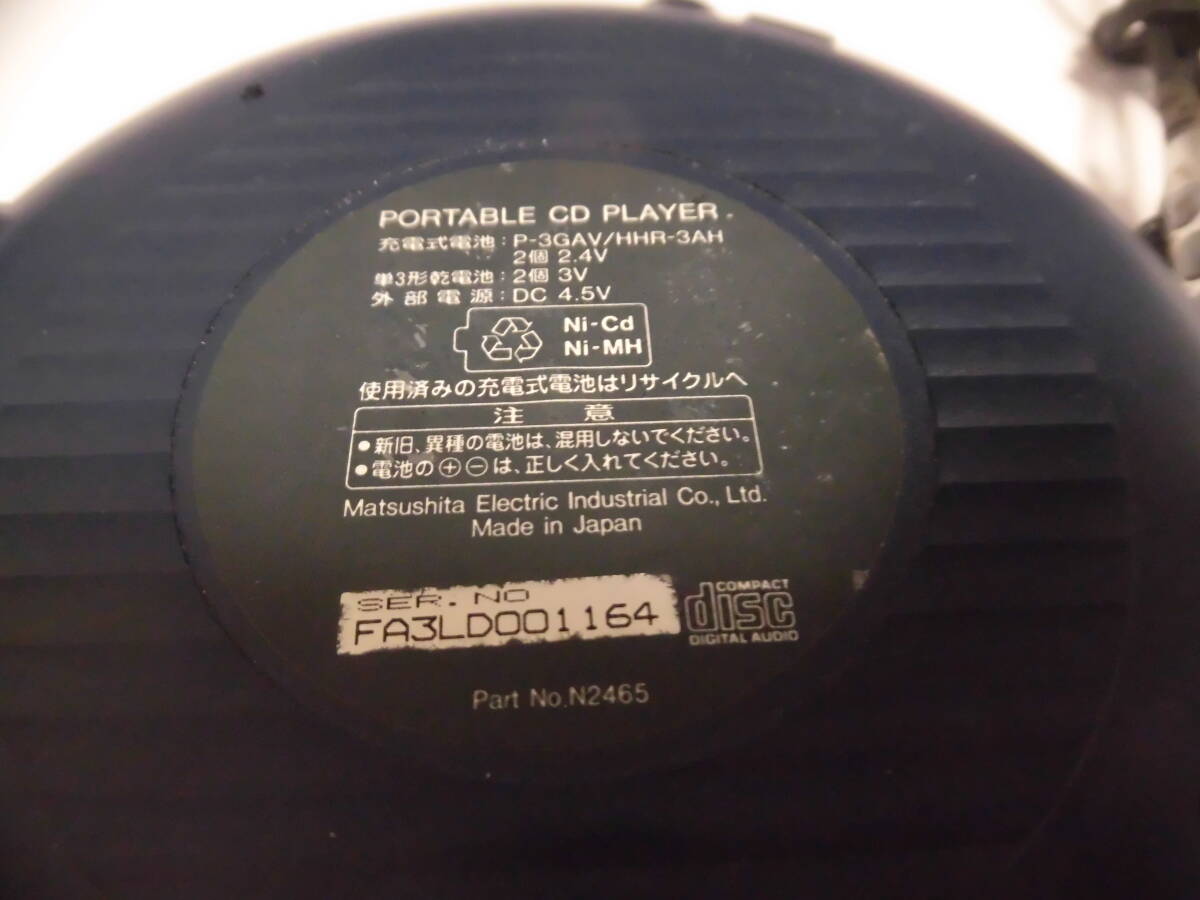 PORTABLE CD PLAYER
充電式電池：P-3GAV/HHR-3AH
2個 2.4V
単3形乾電池：2個 3V
外部電源：DC 4.5V
Ni-Cd
Ni-MH
使用済みの充電式電池はリサイクルへ
注 意
●新旧、異種の電池は、混用しないでください。
●電池の⊕⊖は、正しく入れてください。
Matsushita Electric Industrial Co., Ltd.
Made in Japan
SER. NO
FA3LD001164
COMPACT
disc
DIGITAL AUDIO
Part No.N2465